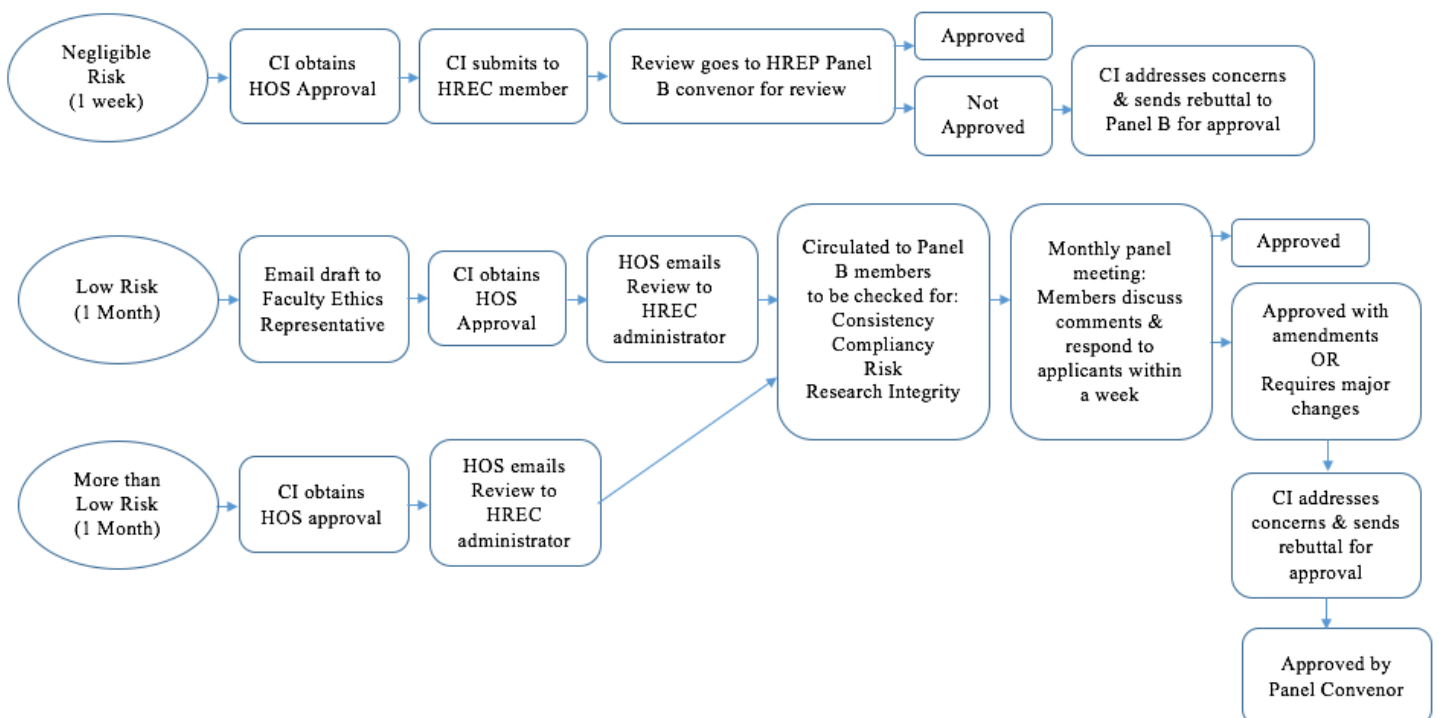 Negligible
Risk
(1 week)
CI obtains
HOS Approval
CI submits to
HREC member
Review goes to HREP Panel
B convenor for review
Approved
Not
Approved
CI addresses concerns
& sends rebuttal to
Panel B for approval
Low Risk
(1 Month)
Email draft to
Faculty Ethics
Representative
CI obtains
HOS
Approval
HOS emails
Review to
HREC
administrator
Circulated to Panel
B members
to be checked for:
Consistency
Compliancy
Risk
Research Integrity
Monthly panel
meeting:
Members discuss
comments &
respond to
applicants within
a week
Approved
Approved with
amendments
OR
Requires major
changes
More than
Low Risk
(1 Month)
CI obtains
HOS approval
HOS emails
Review to
HREC
administrator
CI addresses
concerns & sends
rebuttal for
approval
Approved by
Panel Convenor